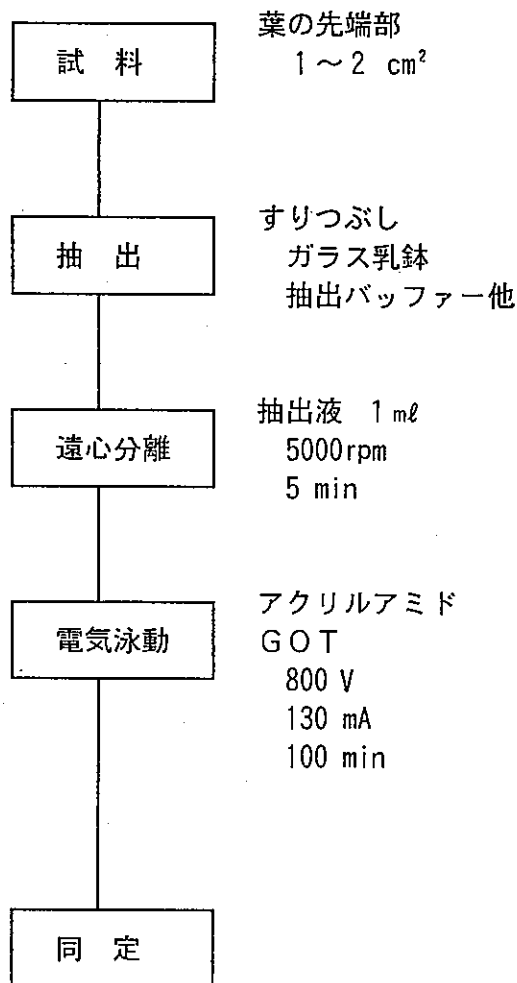 試 料
葉の先端部
1～2 cm²
抽 出
すりつぶし
ガラス乳鉢
抽出バッファー他
遠心分離
抽出液 1㎖
5000rpm
5 min
電気泳動
アクリルアミド
ＧＯＴ
800 V
130 mA
100 min
同 定